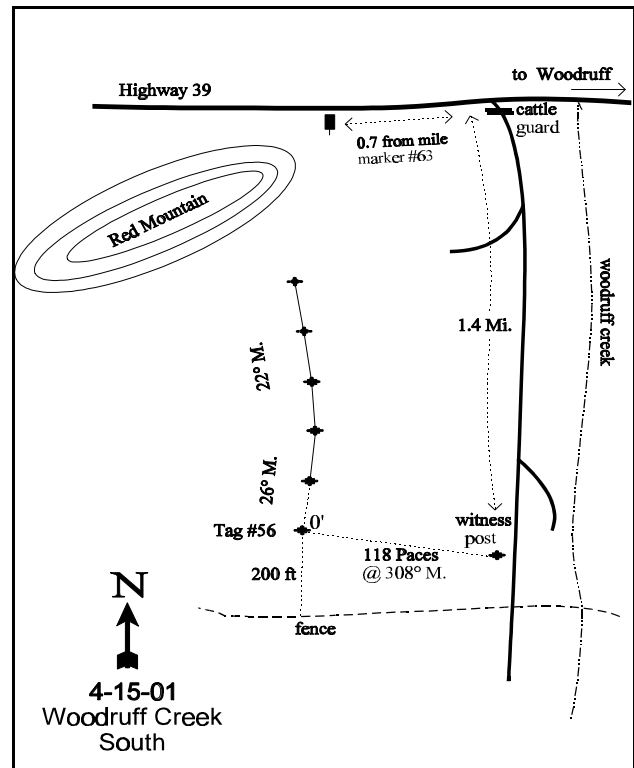 to Woodruff
Highway 39
cattle
guard
0.7 from mile
marker #63
Red Mountain
woodruff creek
1.4 Mi.
22° M.
26° M.
witness
post
Tag #56
0'
118 Paces
@ 308° M.
200 ft
N
fence
4-15-01
Woodruff Creek
South